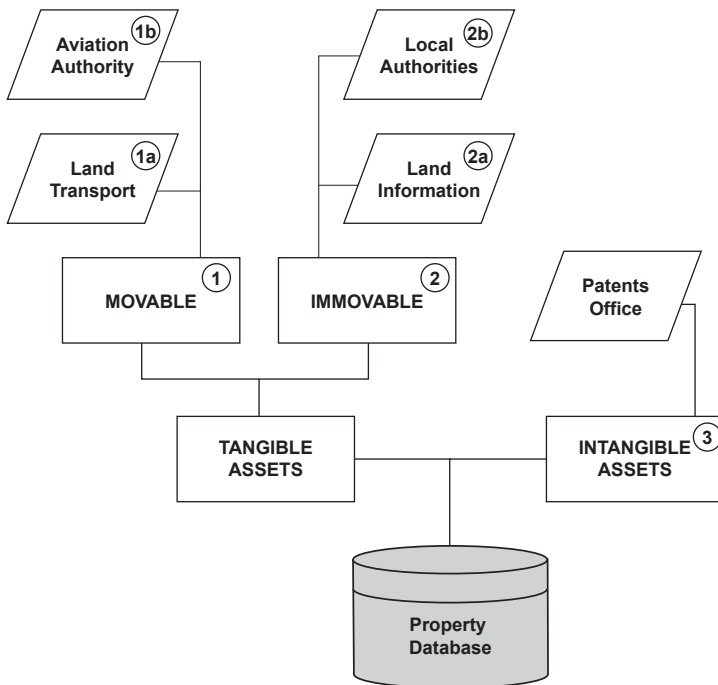 Aviation
Authority
1b
Local
Authorities
2b
Land
Transport
1a
Land
Information
2a
MOVABLE
1
IMMOVABLE
2
Patents
Office
TANGIBLE
ASSETS
INTANGIBLE
ASSETS
3
Property
Database